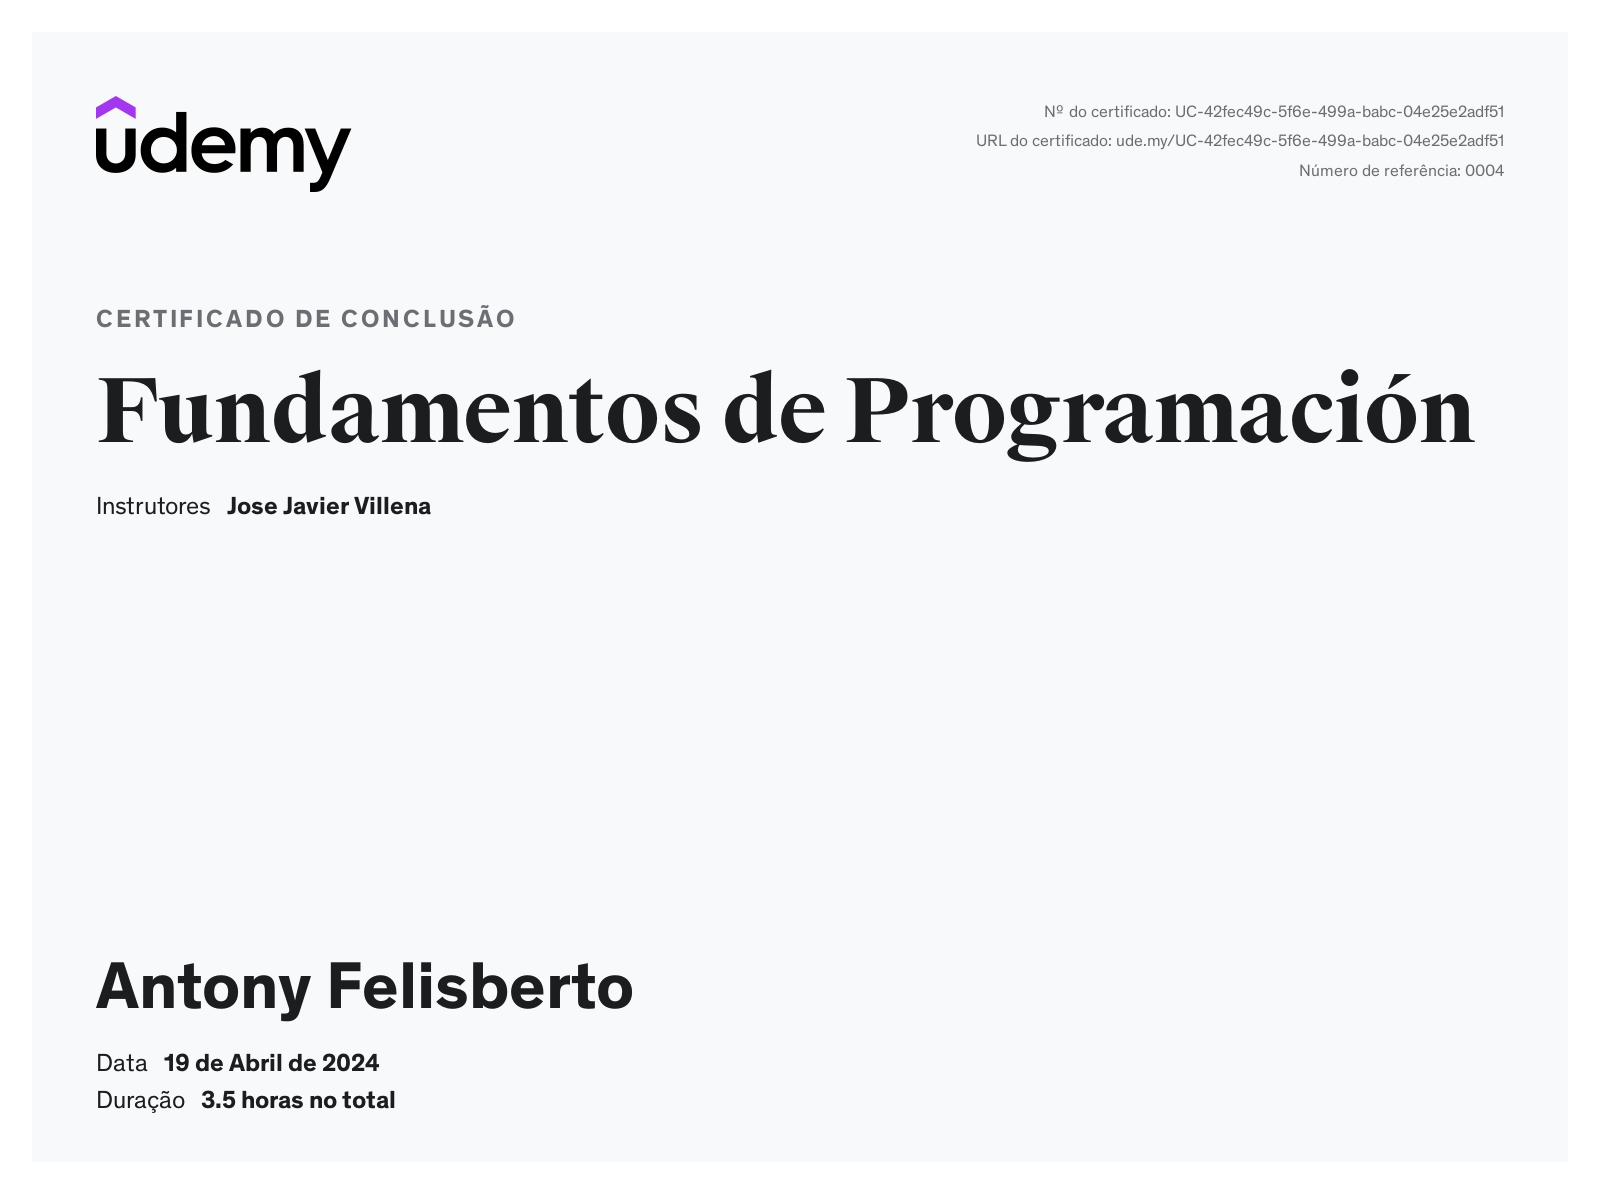 udemy
Nº do certificado: UC-42fec49c-5f6e-499a-babc-04e25e2adf51
URL do certificado: ude.my/UC-42fec49c-5f6e-499a-babc-04e25e2adf51
Número de referência: 0004
CERTIFICADO DE CONCLUSÃO
Fundamentos de Programación
Instrutores Jose Javier Villena
Antony Felisberto
Data 19 de Abril de 2024
Duração 3.5 horas no total